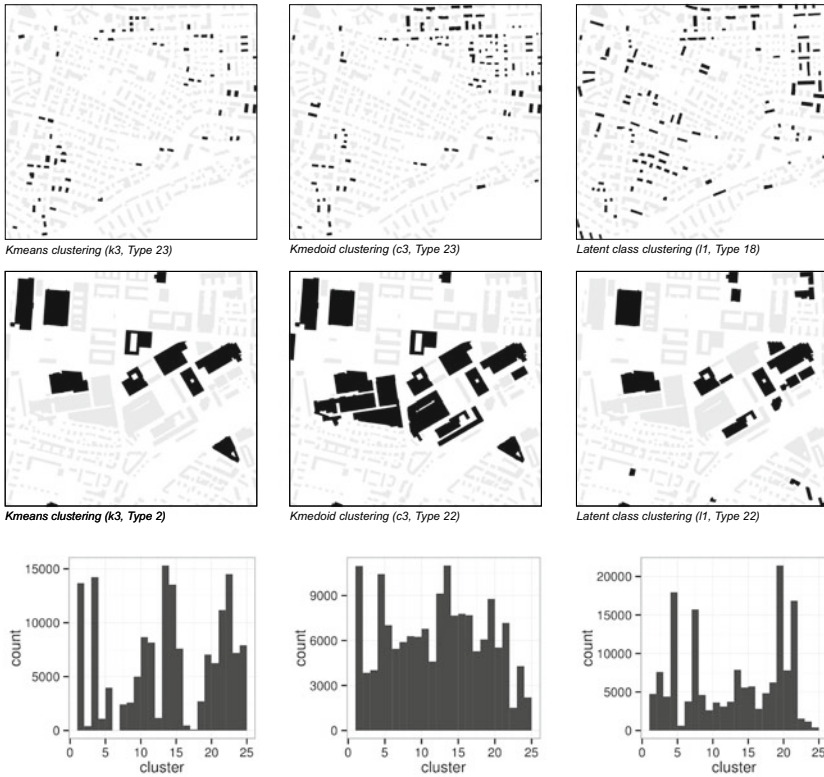 Kmeans clustering (k3, Type 23)
Kmedoid clustering (c3, Type 23)
Latent class clustering (l1, Type 18)
Kmeans clustering (k3, Type 2)
Kmedoid clustering (c3, Type 22)
Latent class clustering (l1, Type 22)
15000
10000
5000
0
count
0 5 10 15 20 25
cluster
9000
6000
3000
0
count
0 5 10 15 20 25
cluster
20000
15000
10000
5000
0
count
0 5 10 15 20 25
cluster